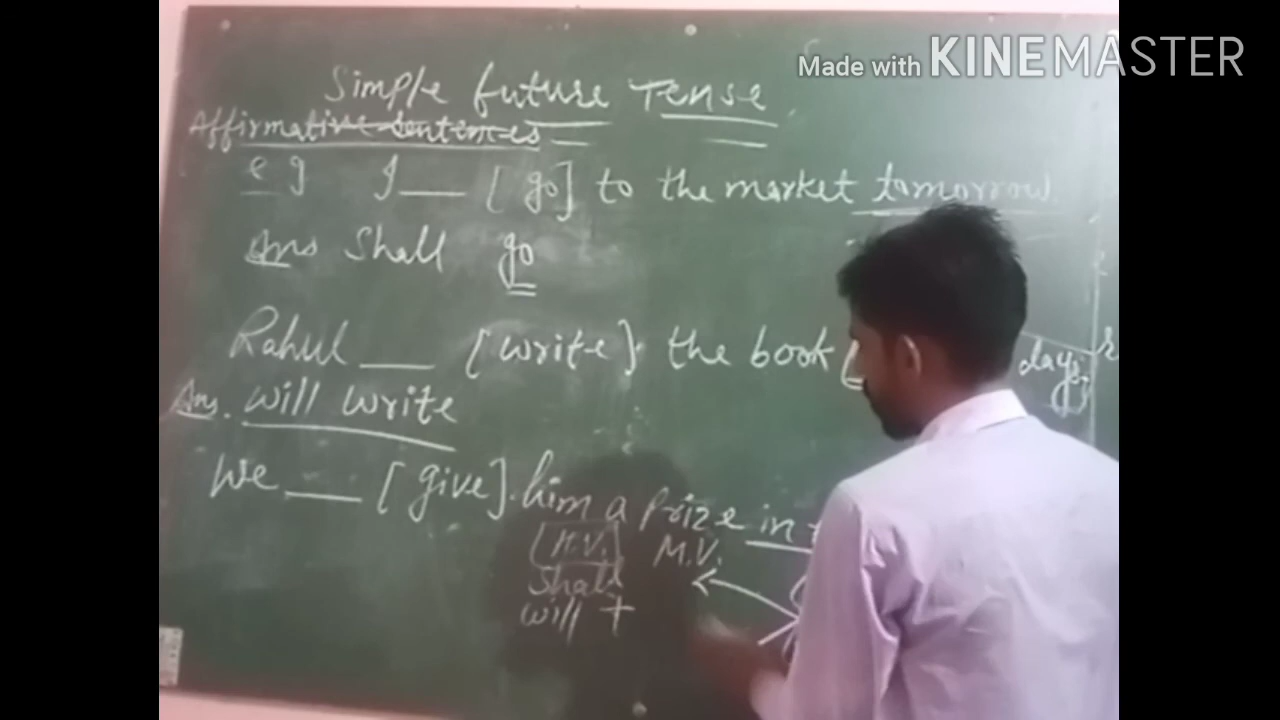 Made with KINEMASTER
Simple future Tense
Affirmative Sentences
e g I ___ [ go ] to the market tomorrow.
Ans Shall go
Rahul ___ [ write ]. the book [ day
Ans. will write
We ___ [ give ]. him a Prize in
[H.V.] M.V.
Shall
will +